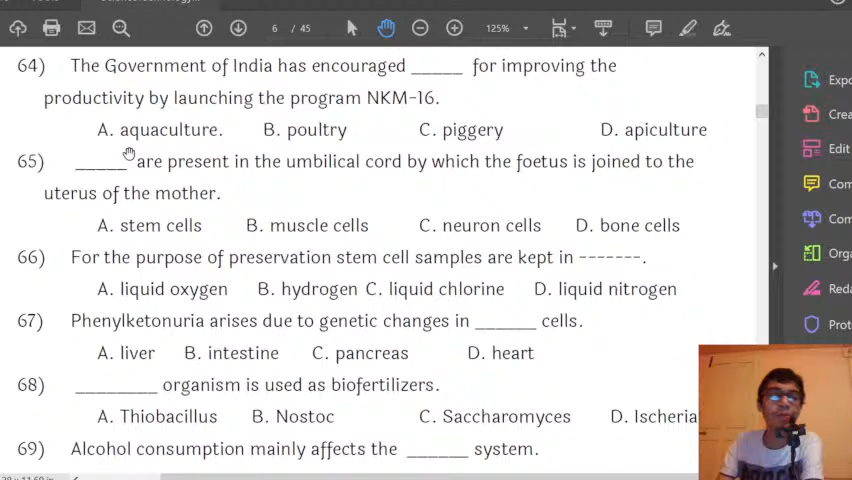 6 / 45
125%
64) The Government of India has encouraged _____ for improving the
productivity by launching the program NKM-16.
A. aquaculture. B. poultry C. piggery D. apiculture
65) _____ are present in the umbilical cord by which the foetus is joined to the
uterus of the mother.
A. stem cells B. muscle cells C. neuron cells D. bone cells
66) For the purpose of preservation stem cell samples are kept in -------.
A. liquid oxygen B. hydrogen C. liquid chlorine D. liquid nitrogen
67) Phenylketonuria arises due to genetic changes in ______ cells.
A. liver B. intestine C. pancreas D. heart
68) ________ organism is used as biofertilizers.
A. Thiobacillus B. Nostoc C. Saccharomyces D. Ischeria
69) Alcohol consumption mainly affects the ______ system.
Expo
Crea
Edit
Com
Com
Orga
Reda
Prot